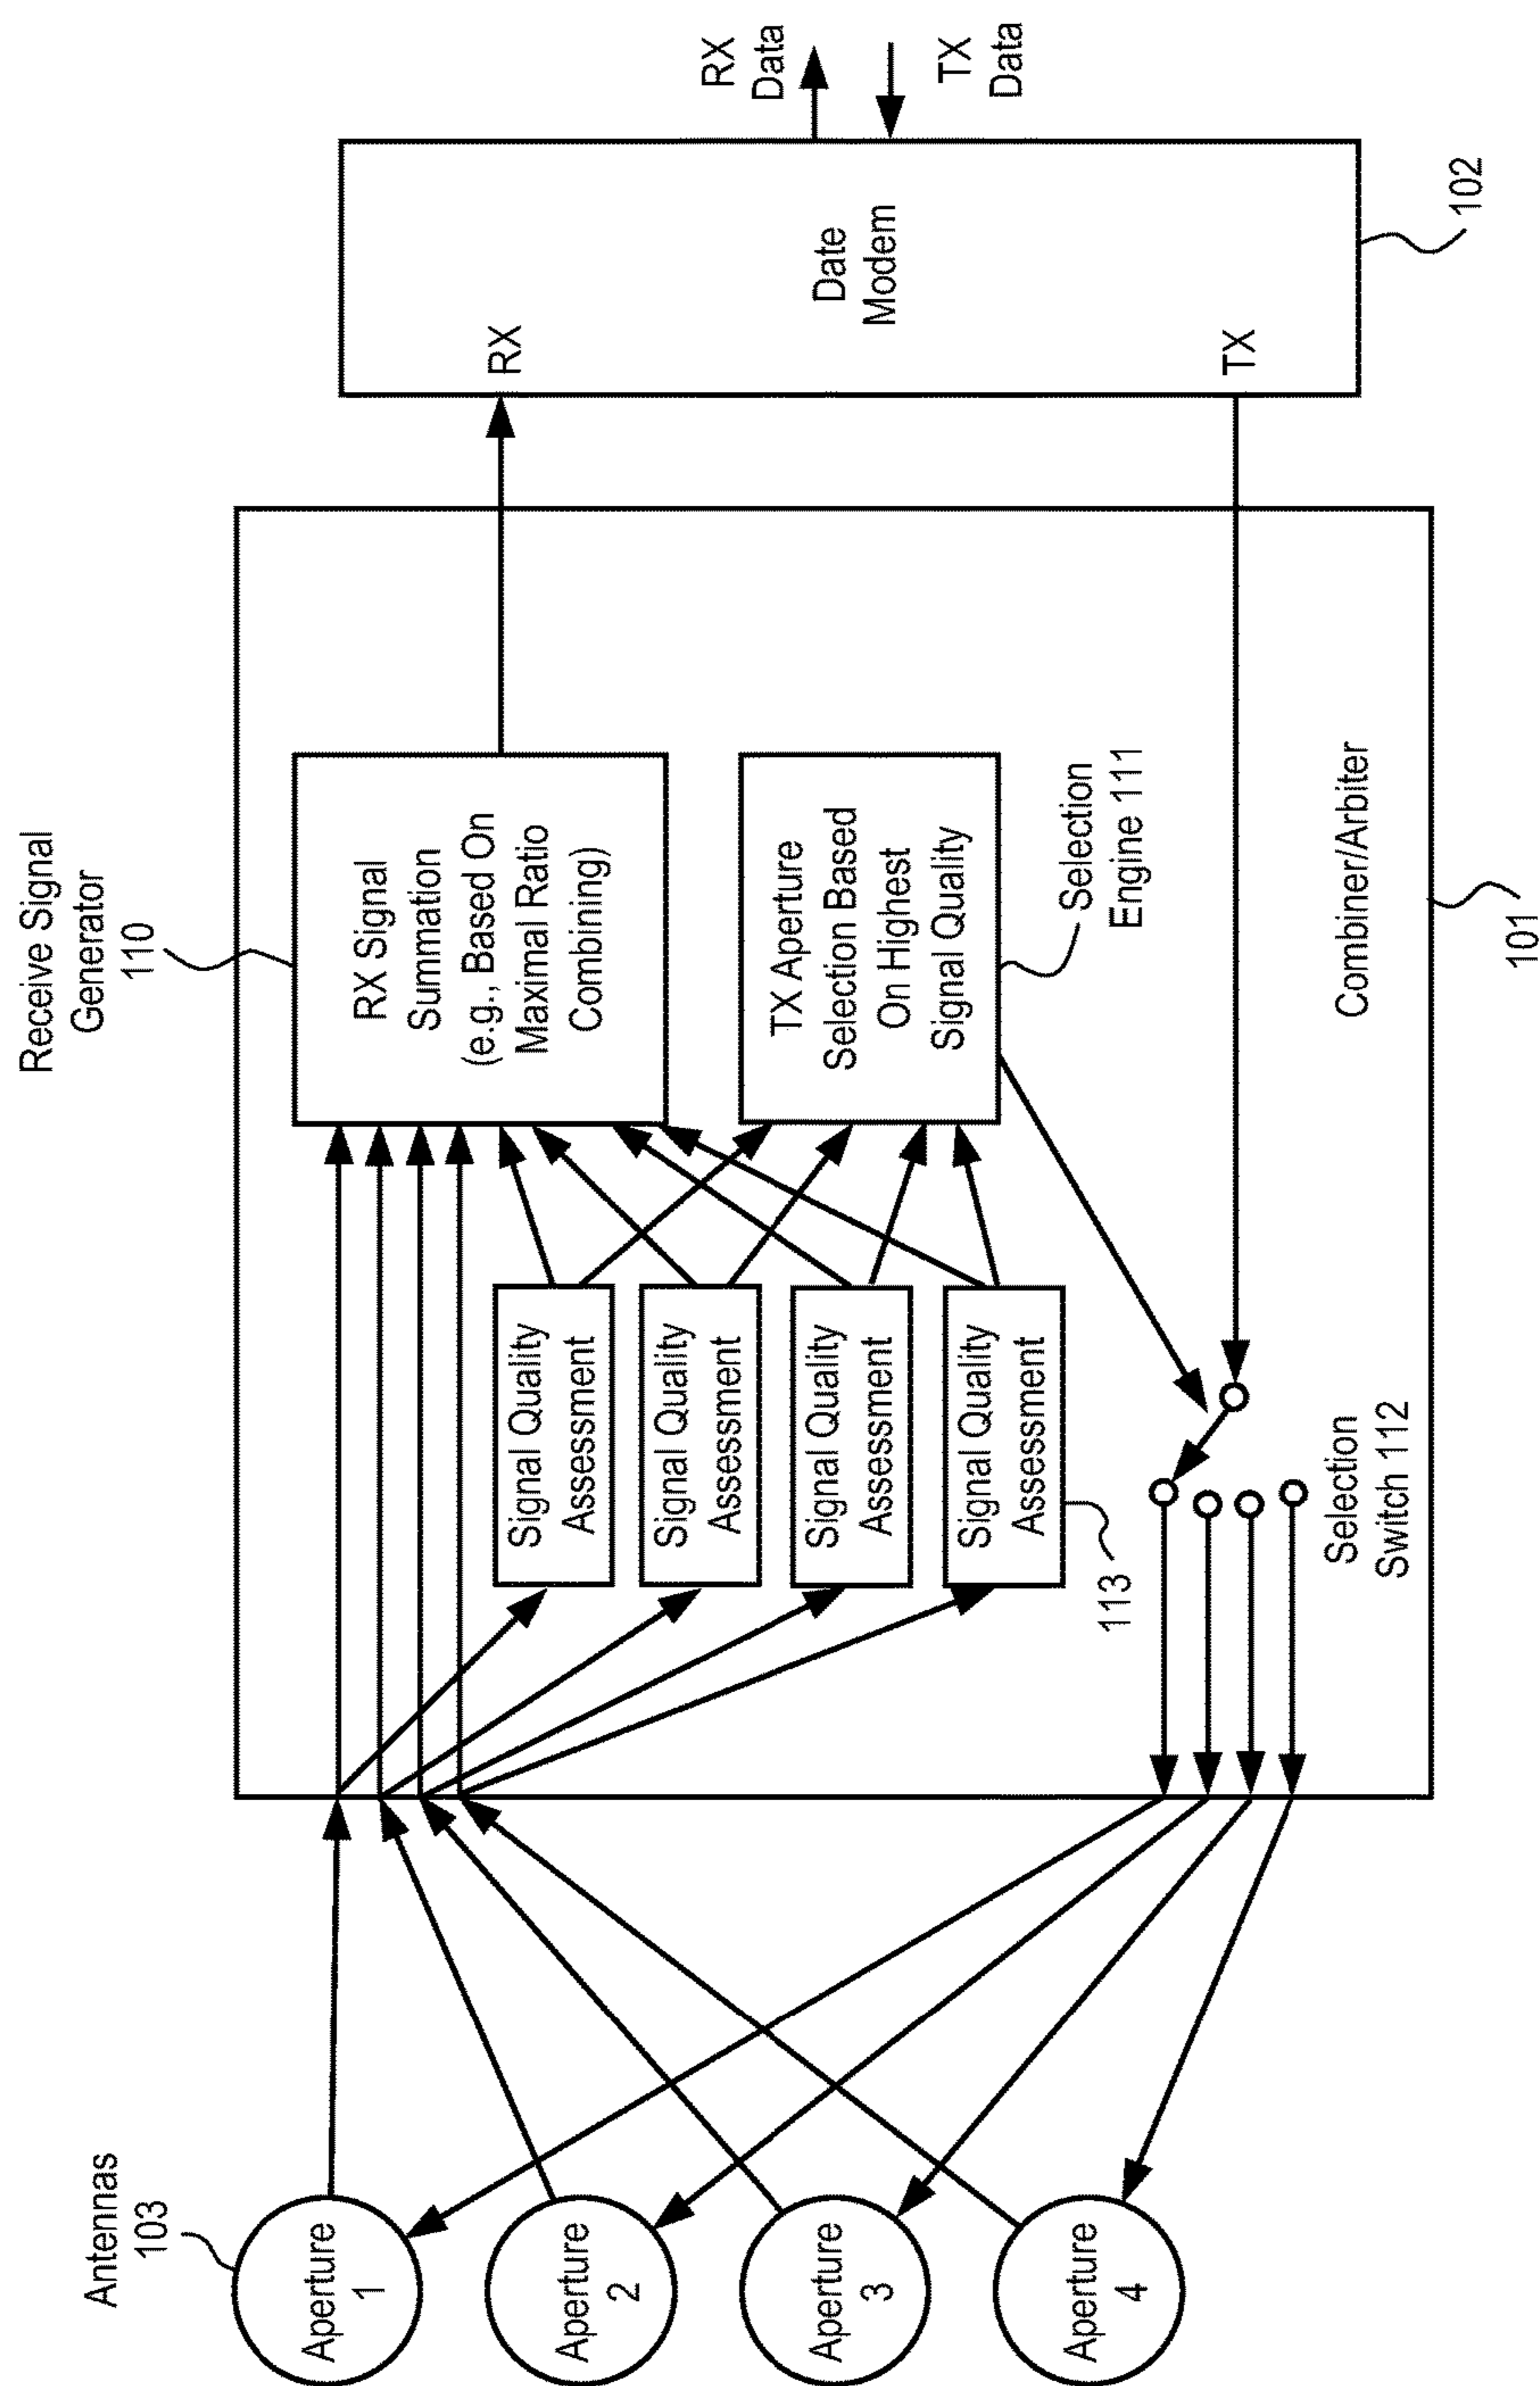 Receive Signal
Generator
110
Antennas
103
Aperture
1
Aperture
2
Aperture
3
Aperture
4
RX Signal
Summation
(e.g., Based On
Maximal Ratio
Combining)
Signal Quality
Assessment
Signal Quality
Assessment
Signal Quality
Assessment
Signal Quality
Assessment
113
TX Aperture
Selection Based
On Highest
Signal Quality
Selection
Engine 111
Selection
Switch 112
Combiner/Arbiter
101
RX
Date
Modem
TX
102
RX
Data
TX
Data